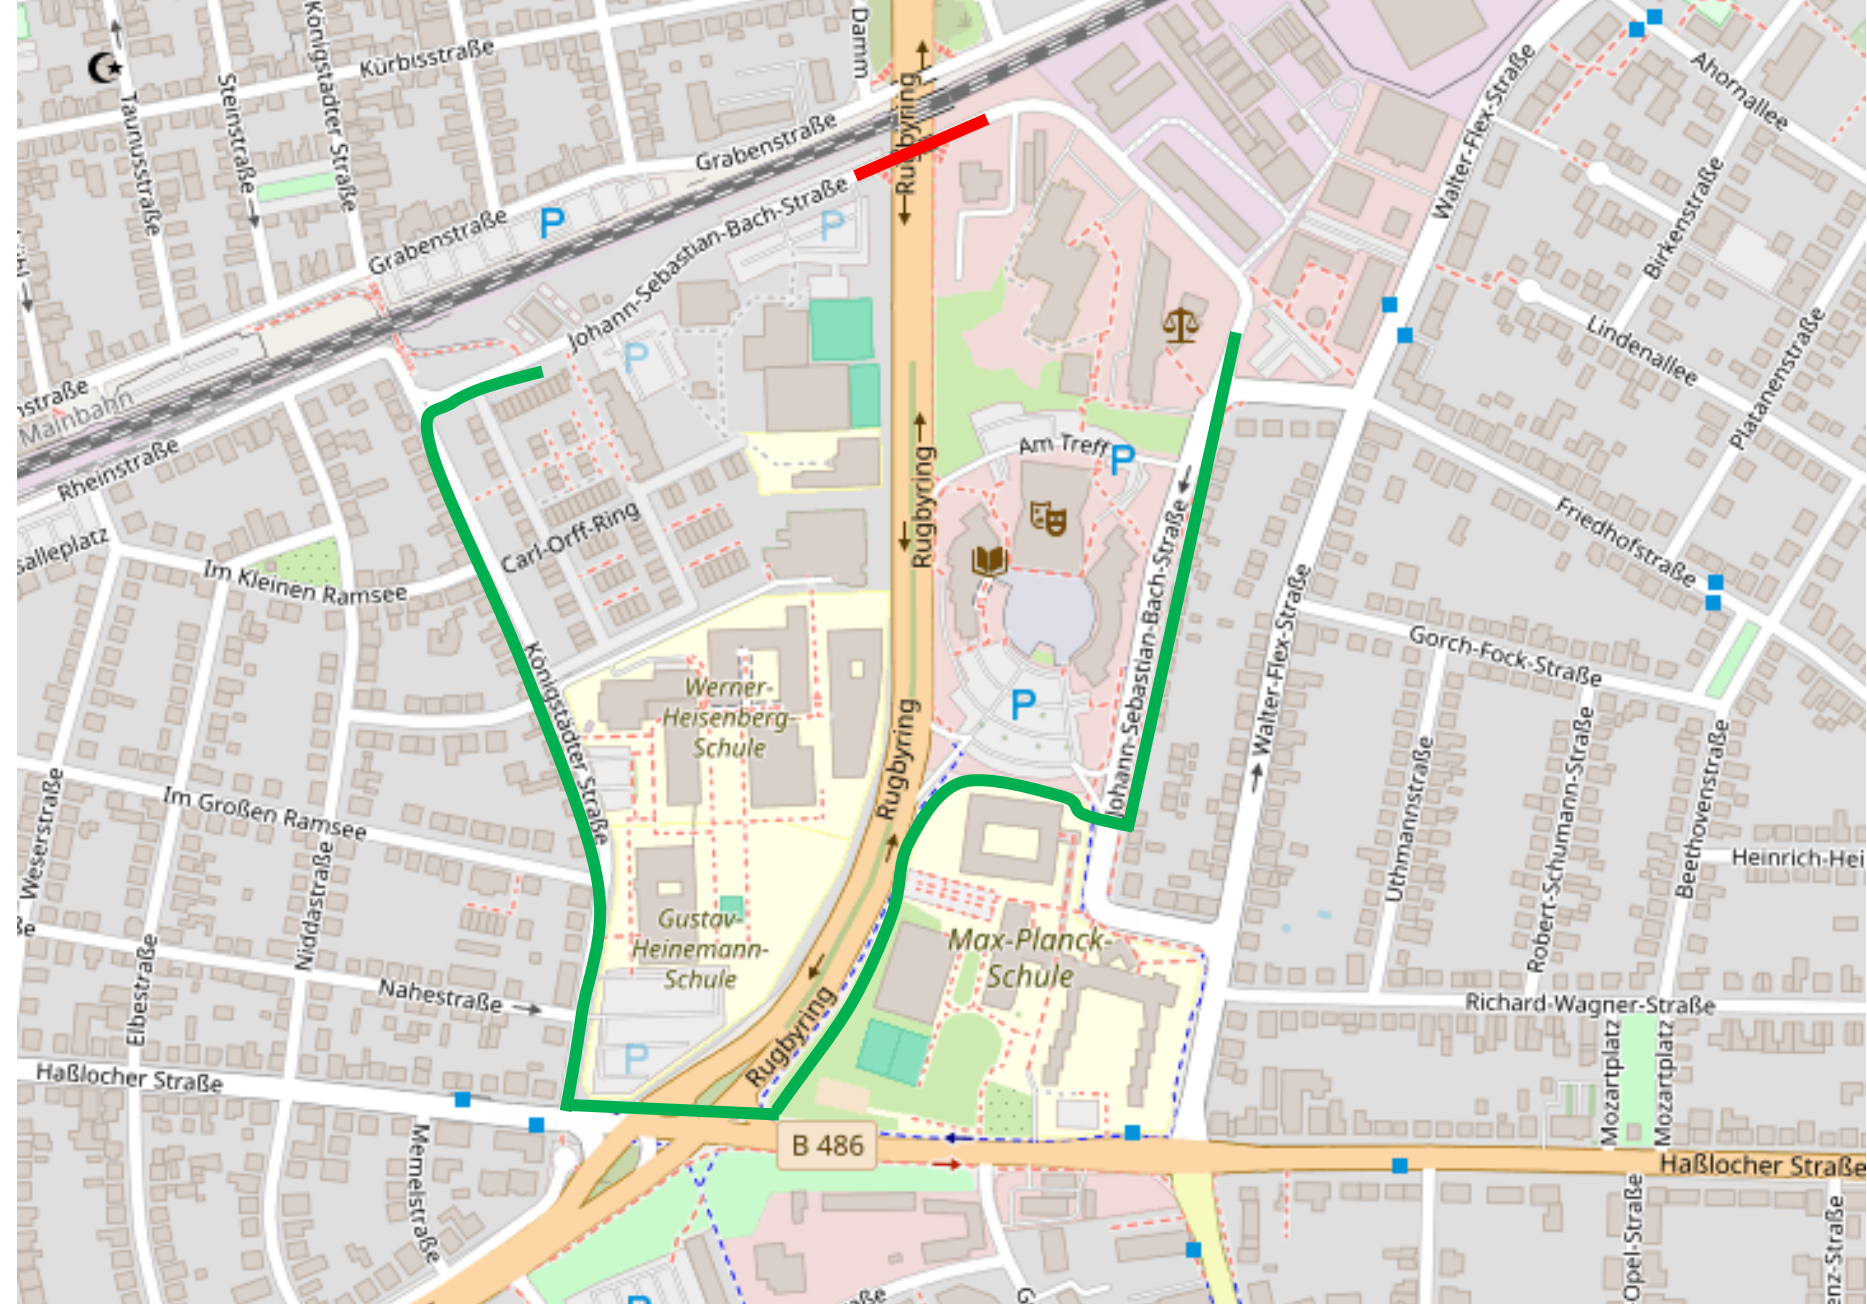 Kürbisstraße
Damm
Königstädter Straße
Steinstraße
Taunusstraße
Rugbyring
Grabenstraße
Grabenstraße
P
P
Johann-Sebastian-Bach-Straße
Walter-Flex-Straße
Ahornallee
Birkenstraße
Lindenallee
Platanenstraße
Friedhofstraße
P
Mainbahn
Rheinstraße
Am Treff
P
Rugbyring
Carl-Orff-Ring
Im Kleinen Ramsee
Königstädter Straße
Johann-Sebastian-Bach-Straße
Walter-Flex-Straße
Gorch-Fock-Straße
Werner-
Heisenberg-
Schule
P
Rugbyring
Im Großen Ramsee
Weserstraße
Niddastraße
Uthmannstraße
Robert-Schumann-Straße
Beethovenstraße
Heinrich-Hei
Gustav-
Heinemann-
Schule
Max-Planck-
Schule
Nahestraße
Elbestraße
Rugbyring
Richard-Wagner-Straße
Mozartplatz
Mozartplatz
P
Haßlocher Straße
Memelstraße
B 486
Haßlocher Straße
Opel-Straße
enz-Straße
P